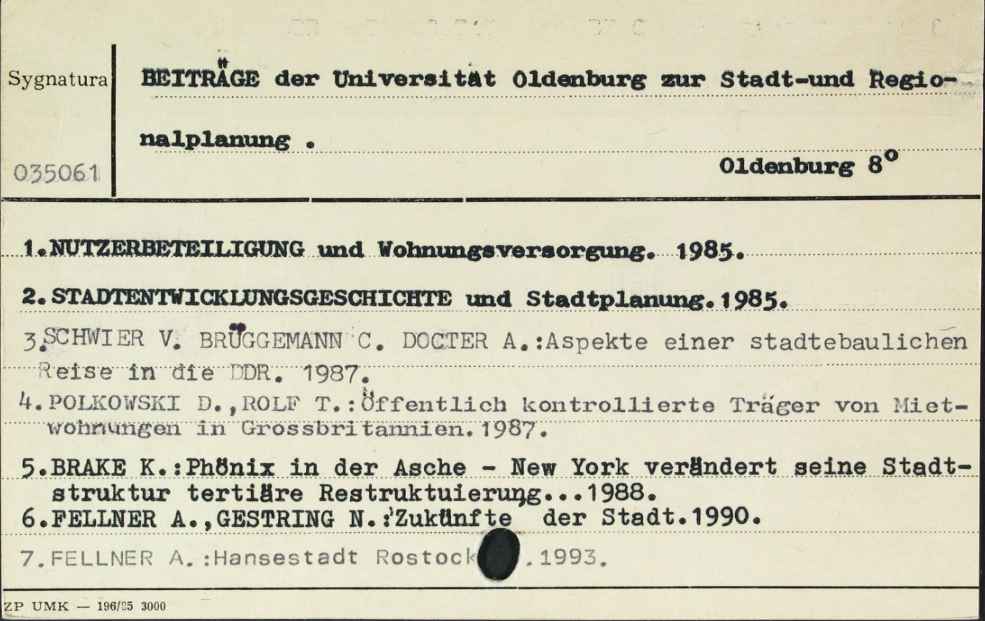 Sygnatura
BEITRÄGE der Universität Oldenburg zur Stadt-und Regio-
nalplanung .
035061
Oldenburg 8°
1.NUTZERBETEILIGUNG und Wohnungsversorgung. 1985.
2.STADTENTWICKLUNGSGESCHICHTE und Stadtplanung.1985.
3.SCHWIER V. BRÜGGEMANN C. DOCTER A.:Aspekte einer stadtebaulichen
Reise in die DDR. 1987.
4.POLKOWSKI D.,ROLF T.:Öffentlich kontrollierte Träger von Miet-
wohnungen in Grossbritannien.1987.
5.BRAKE K.:Phönix in der Asche - New York verändert seine Stadt-
struktur tertiäre Restruktuierung...1988.
6.FELLNER A.,GESTRING N.:"Zukünfte" der Stadt.1990.
7.FELLNER A.:Hansestadt Rostock .1993.
ZP UMK — 196/85 3000